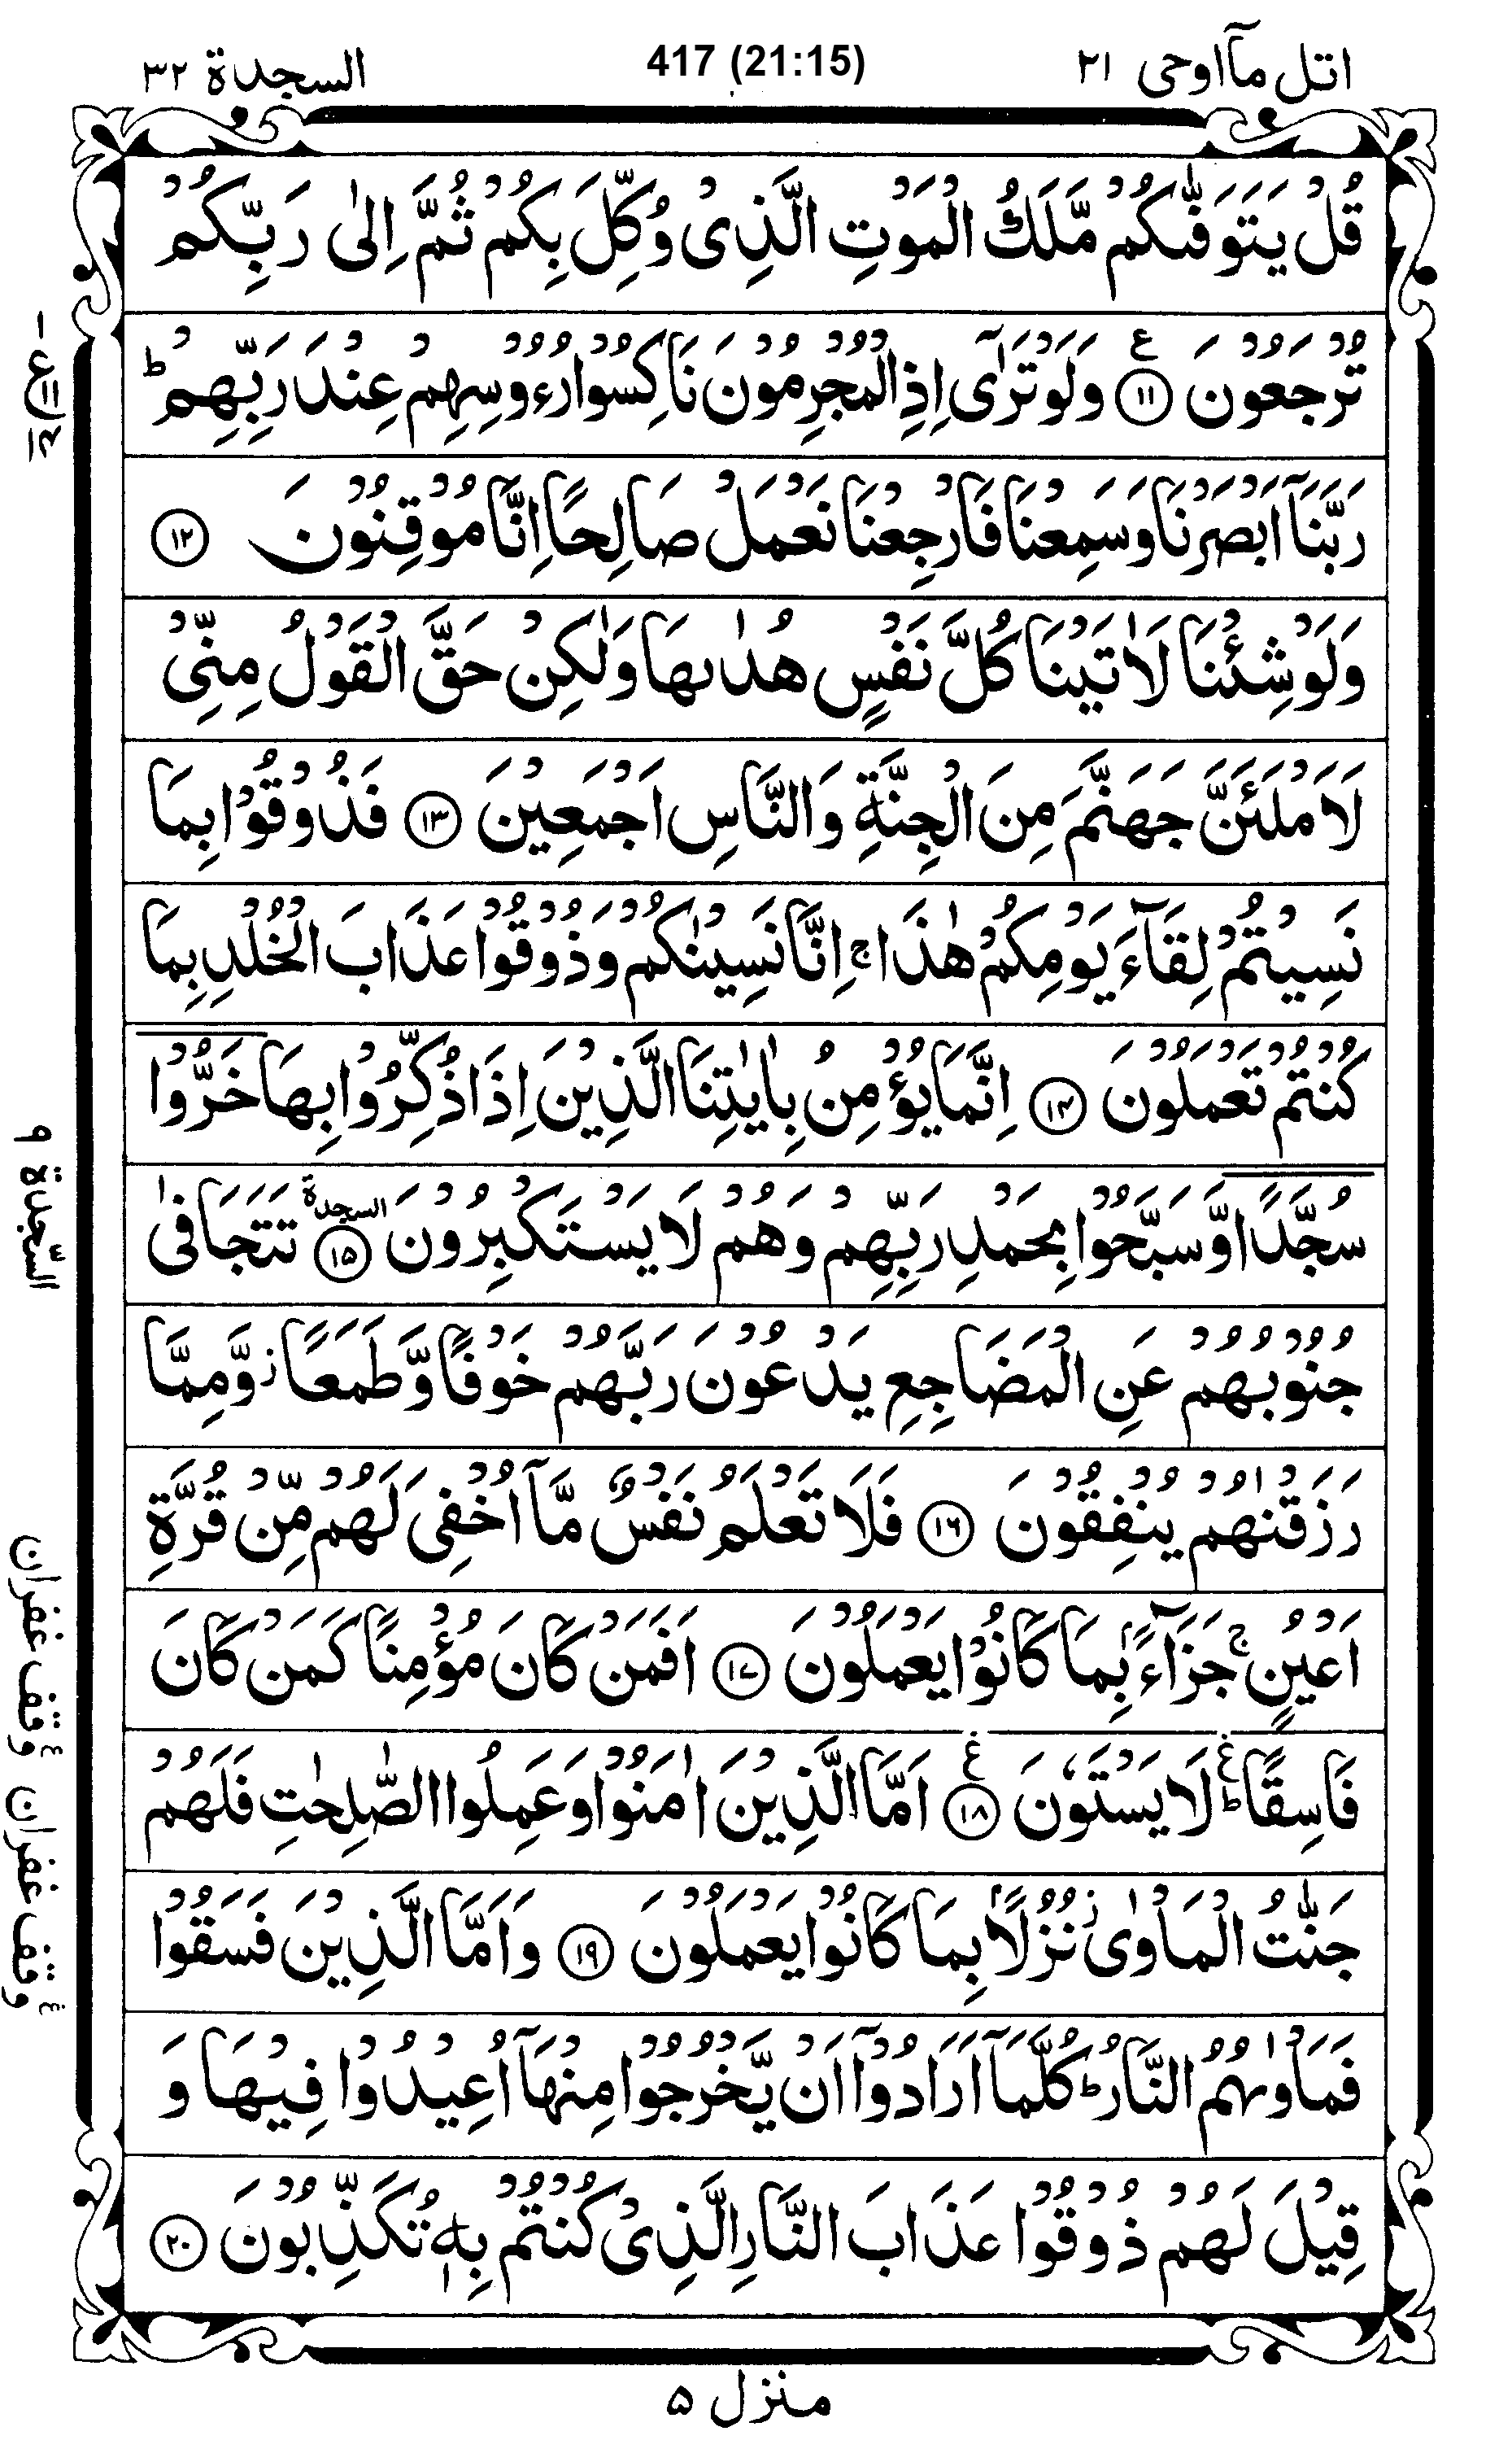 اتل مآاوحی ۲۱
417 (21:15)
السجدة ۳۲
قُلْ يَتَوَفّٰىكُمْ مَّلَكُ الْمَوْتِ الَّذِىْ وُكِّلَ بِكُمْ ثُمَّ اِلٰى رَبِّكُمْ
تُرْجَعُوْنَ ۱۱ ع وَلَوْ تَرٰٓى اِذِ الْمُجْرِمُوْنَ نَاكِسُوْا رُءُوْسِهِمْ عِنْدَ رَبِّهِمْ ؕ
رَبَّنَآ اَبْصَرْنَا وَسَمِعْنَا فَارْجِعْنَا نَعْمَلْ صَالِحًا اِنَّا مُوْقِنُوْنَ ۱۲
وَلَوْ شِئْنَا لَاٰتَيْنَا كُلَّ نَفْسٍ هُدٰىهَا وَلٰكِنْ حَقَّ الْقَوْلُ مِنِّىْ
لَاَمْلَئَنَّ جَهَنَّمَ مِنَ الْجِنَّةِ وَالنَّاسِ اَجْمَعِيْنَ ۱۳ فَذُوْقُوْا بِمَا
نَسِيْتُمْ لِقَآءَ يَوْمِكُمْ هٰذَا ۚ اِنَّا نَسِيْنٰكُمْ وَذُوْقُوْا عَذَابَ الْخُلْدِ بِمَا
كُنْتُمْ تَعْمَلُوْنَ ۱۴ اِنَّمَا يُؤْمِنُ بِاٰيٰتِنَا الَّذِيْنَ اِذَا ذُكِّرُوْا بِهَا خَرُّوْا
سُجَّدًا وَّسَبَّحُوْا بِحَمْدِ رَبِّهِمْ وَهُمْ لَا يَسْتَكْبِرُوْنَ السجدة ۱۵ تَتَجَافٰى
جُنُوْبُهُمْ عَنِ الْمَضَاجِعِ يَدْعُوْنَ رَبَّهُمْ خَوْفًا وَّطَمَعًا ز وَّمِمَّا
رَزَقْنٰهُمْ يُنْفِقُوْنَ ۱۶ فَلَا تَعْلَمُ نَفْسٌ مَّآ اُخْفِىَ لَهُمْ مِّنْ قُرَّةِ
اَعْيُنٍ ۚ جَزَآءًۢ بِمَا كَانُوْا يَعْمَلُوْنَ ۱۷ اَفَمَنْ كَانَ مُؤْمِنًا كَمَنْ كَانَ
فَاسِقًا ؕغ لَا يَسْتَوٗنَ ۱۸ غ اَمَّا الَّذِيْنَ اٰمَنُوْا وَعَمِلُوا الصّٰلِحٰتِ فَلَهُمْ
جَنّٰتُ الْمَاْوٰى ز نُزُلًاۢ بِمَا كَانُوْا يَعْمَلُوْنَ ۱۹ وَاَمَّا الَّذِيْنَ فَسَقُوْا
فَمَاْوٰىهُمُ النَّارُ ؕ كُلَّمَآ اَرَادُوْٓا اَنْ يَّخْرُجُوْا مِنْهَآ اُعِيْدُوْا فِيْهَا وَ
قِيْلَ لَهُمْ ذُوْقُوْا عَذَابَ النَّارِ الَّذِىْ كُنْتُمْ بِهٖ تُكَذِّبُوْنَ ۲۰
السّجدة ۹
وقف غفران
وقف غفران
منزل ۵